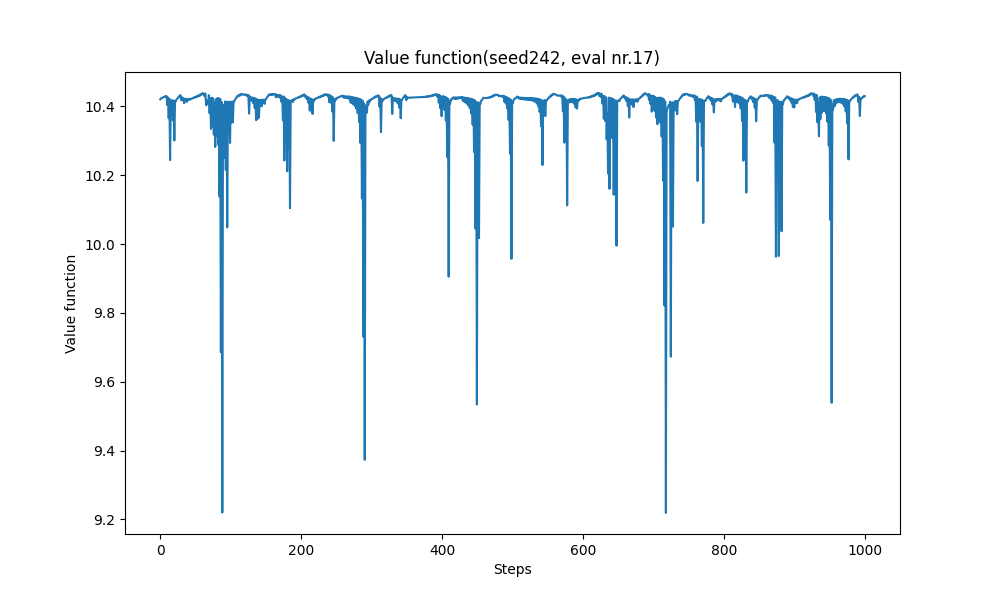 Value function(seed242, eval nr.17)
Value function
10.4
10.2
10.0
9.8
9.6
9.4
9.2
0 200 400 600 800 1000
Steps